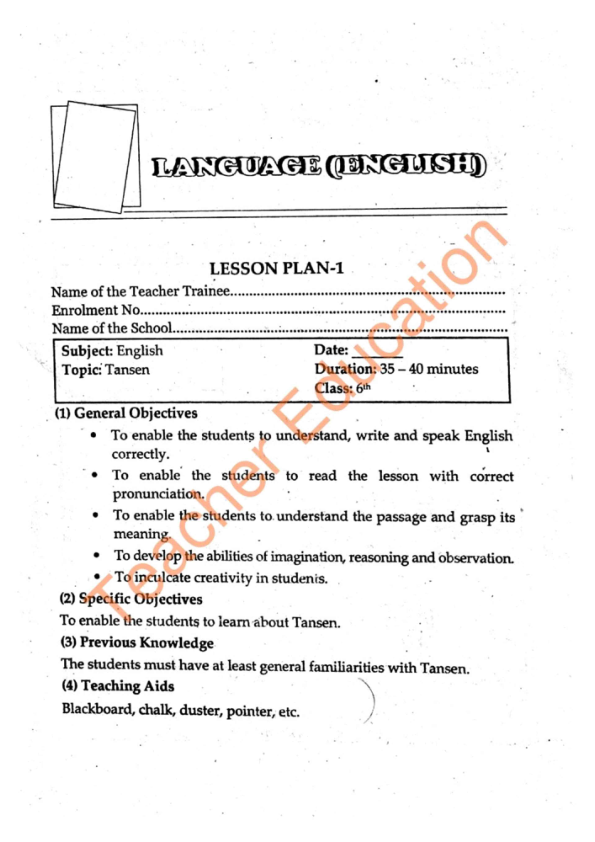 LANGUAGE (ENGLISH)
LESSON PLAN-1
Name of the Teacher Trainee......................................................................
Enrolment No.............................................................................................
Name of the School.....................................................................................
Subject: English Date: _______
Topic: Tansen Duration: 35 – 40 minutes
Class: 6th
(1) General Objectives
• To enable the students to understand, write and speak English
correctly.
• To enable the students to read the lesson with correct
pronunciation.
• To enable the students to understand the passage and grasp its
meaning.
• To develop the abilities of imagination, reasoning and observation.
• To inculcate creativity in students.
(2) Specific Objectives
To enable the students to learn about Tansen.
(3) Previous Knowledge
The students must have at least general familiarities with Tansen.
(4) Teaching Aids
Blackboard, chalk, duster, pointer, etc.
Teacher Education